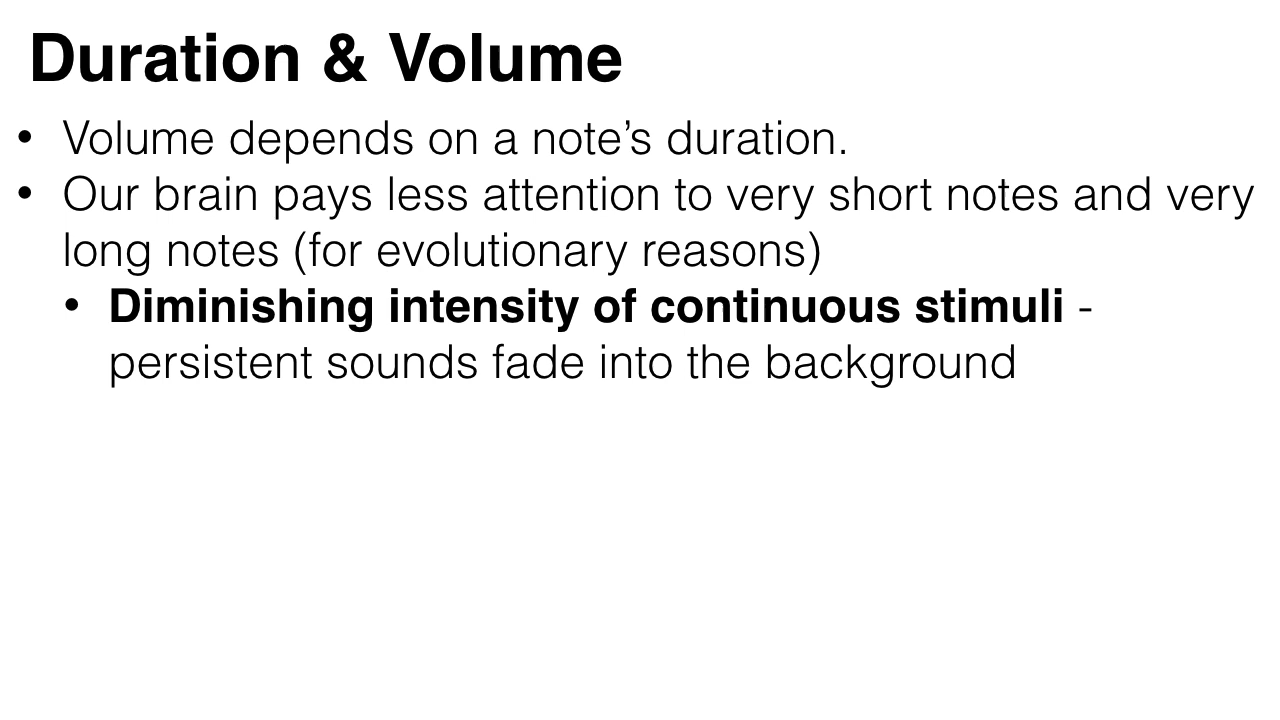 Duration & Volume
• Volume depends on a note’s duration.
• Our brain pays less attention to very short notes and very
long notes (for evolutionary reasons)
• Diminishing intensity of continuous stimuli -
persistent sounds fade into the background